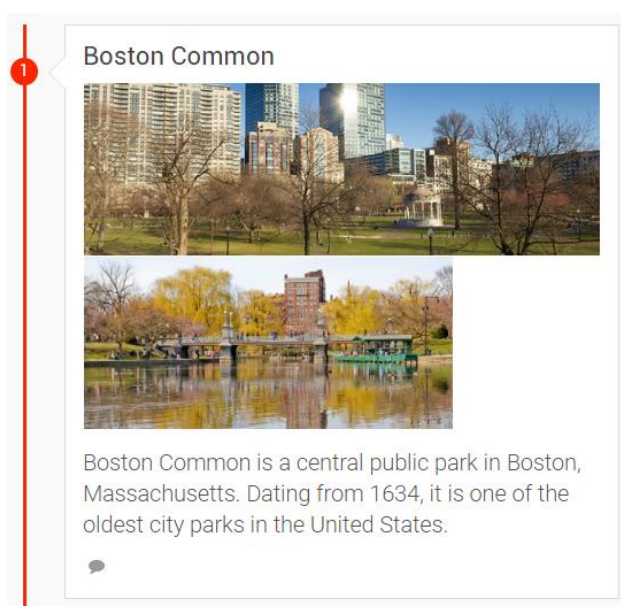 1
Boston Common
Boston Common is a central public park in Boston,
Massachusetts. Dating from 1634, it is one of the
oldest city parks in the United States.